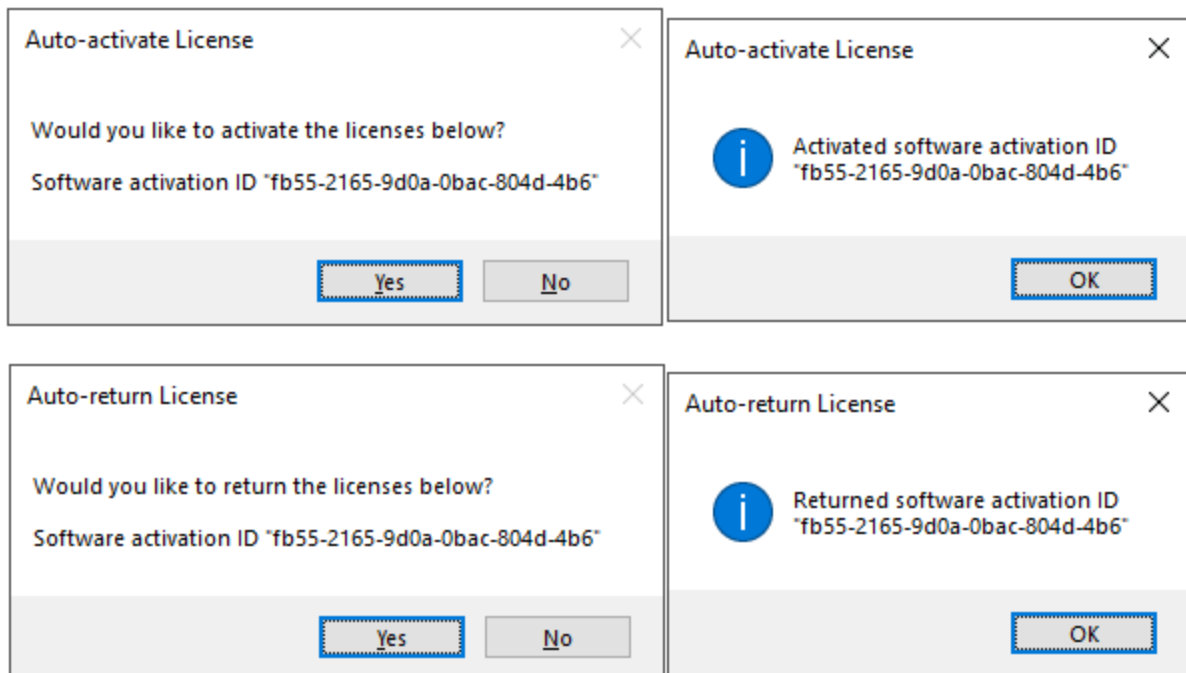 Auto-activate License
Would you like to activate the licenses below?
Software activation ID "fb55-2165-9d0a-0bac-804d-4b6"
Yes
No
Auto-activate License
Activated software activation ID
"fb55-2165-9d0a-0bac-804d-4b6"
OK
Auto-return License
Would you like to return the licenses below?
Software activation ID "fb55-2165-9d0a-0bac-804d-4b6"
Yes
No
Auto-return License
Returned software activation ID
"fb55-2165-9d0a-0bac-804d-4b6"
OK